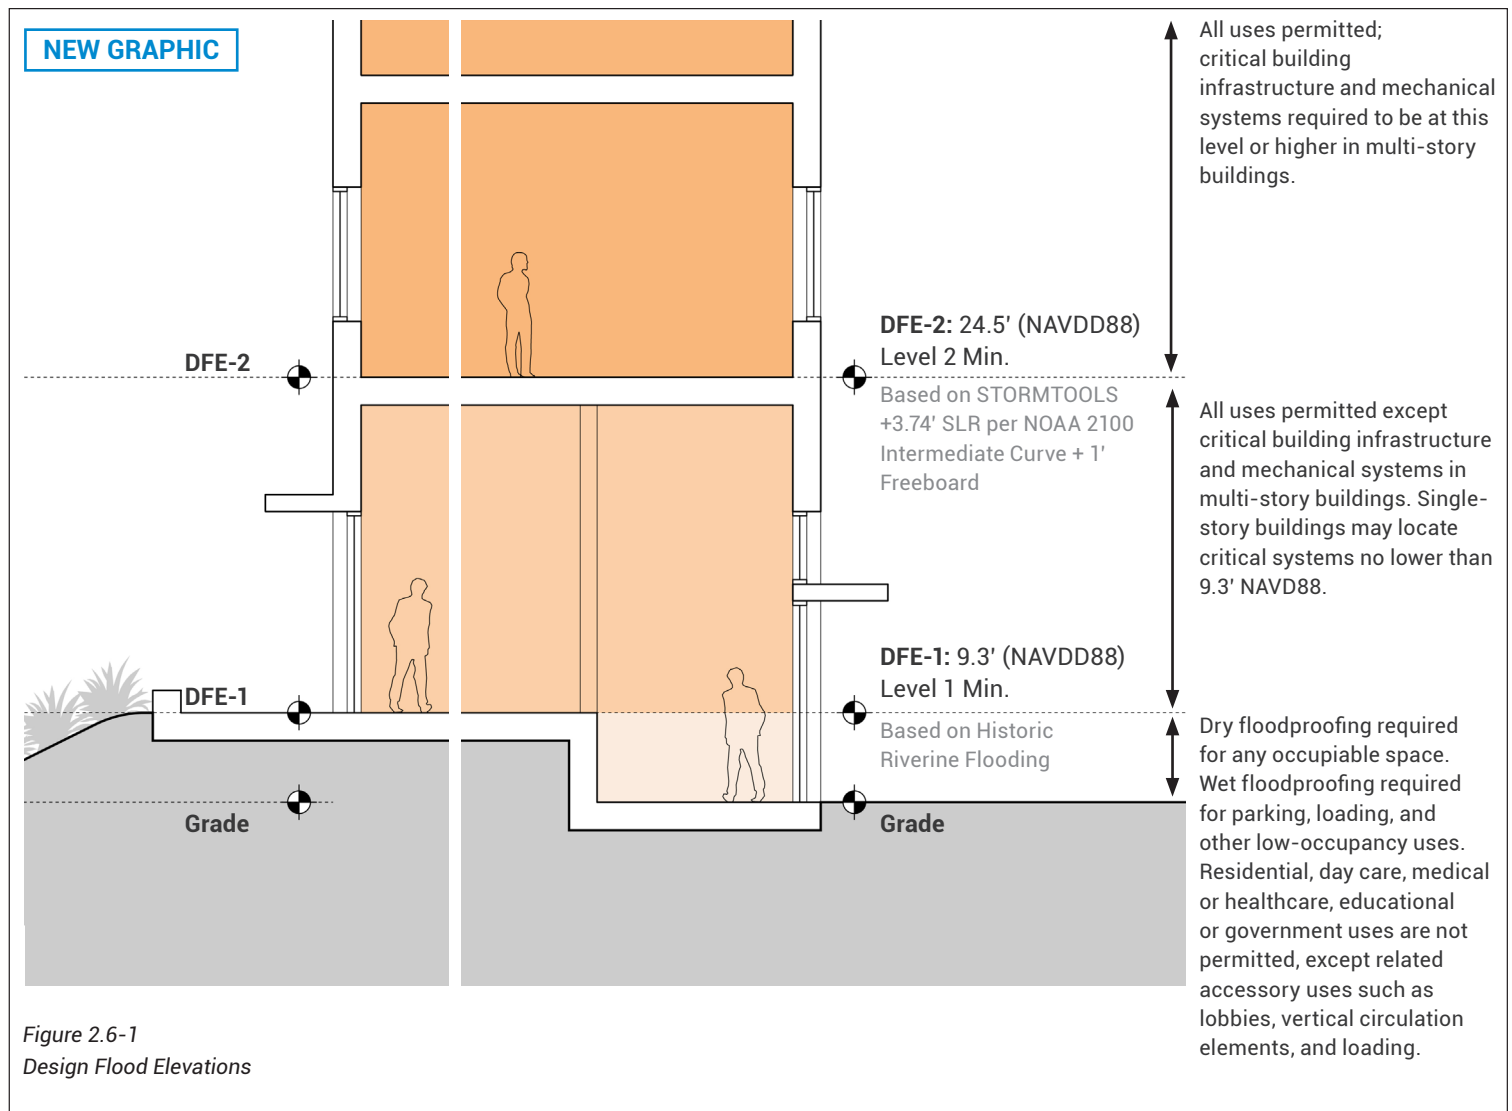 NEW GRAPHIC
All uses permitted;
critical building
infrastructure and mechanical
systems required to be at this
level or higher in multi-story
buildings.
DFE-2
DFE-2: 24.5' (NAVDD88)
Level 2 Min.
Based on STORMTOOLS
+3.74' SLR per NOAA 2100
Intermediate Curve + 1'
Freeboard
All uses permitted except
critical building infrastructure
and mechanical systems in
multi-story buildings. Single-
story buildings may locate
critical systems no lower than
9.3' NAVD88.
DFE-1
DFE-1: 9.3' (NAVDD88)
Level 1 Min.
Based on Historic
Riverine Flooding
Grade
Grade
Dry floodproofing required
for any occupiable space.
Wet floodproofing required
for parking, loading, and
other low-occupancy uses.
Residential, day care, medical
or healthcare, educational
or government uses are not
permitted, except related
accessory uses such as
lobbies, vertical circulation
elements, and loading.
Figure 2.6-1
Design Flood Elevations